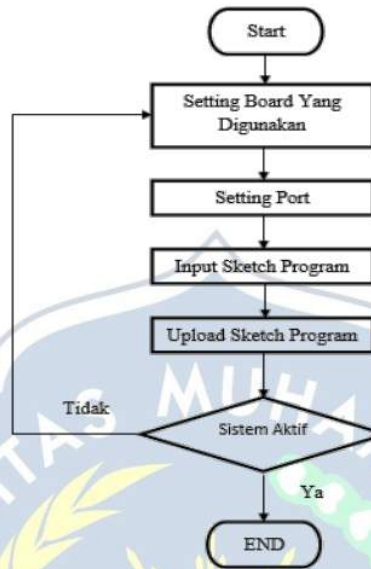 Start
Setting Board Yang
Digunakan
Setting Port
Input Sketch Program
Upload Sketch Program
Sistem Aktif
Tidak
Ya
END